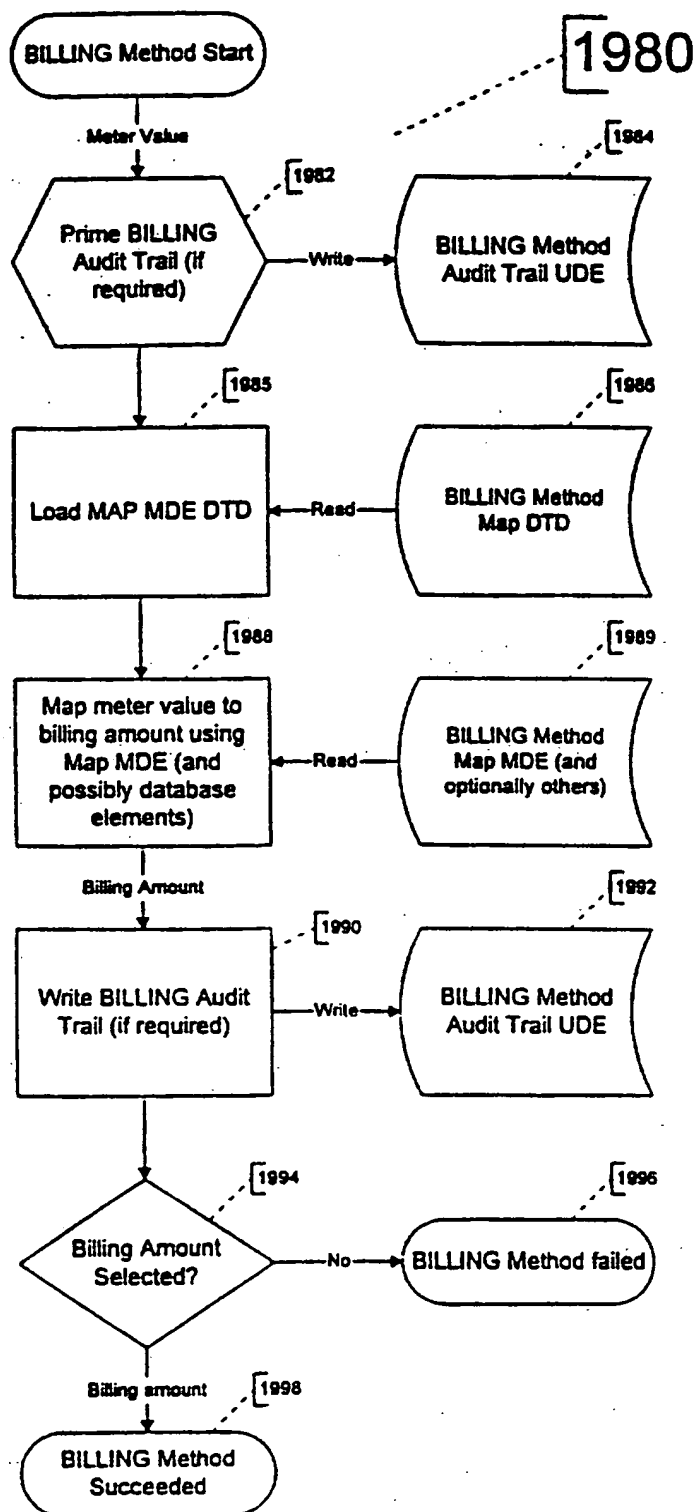 BILLING Method Start
1980
Meter Value
1982
1984
Prime BILLING
Audit Trail (if
required)
Write
BILLING Method
Audit Trail UDE
1985
1986
Load MAP MDE DTD
Read
BILLING Method
Map DTD
1988
1989
Map meter value to
billing amount using
Map MDE (and
possibly database
elements)
Read
BILLING Method
Map MDE (and
optionally others)
Billing Amount
1990
1992
Write BILLING Audit
Trail (if required)
Write
BILLING Method
Audit Trail UDE
1994
1996
Billing Amount
Selected?
No
BILLING Method failed
Billing amount
1998
BILLING Method
Succeeded